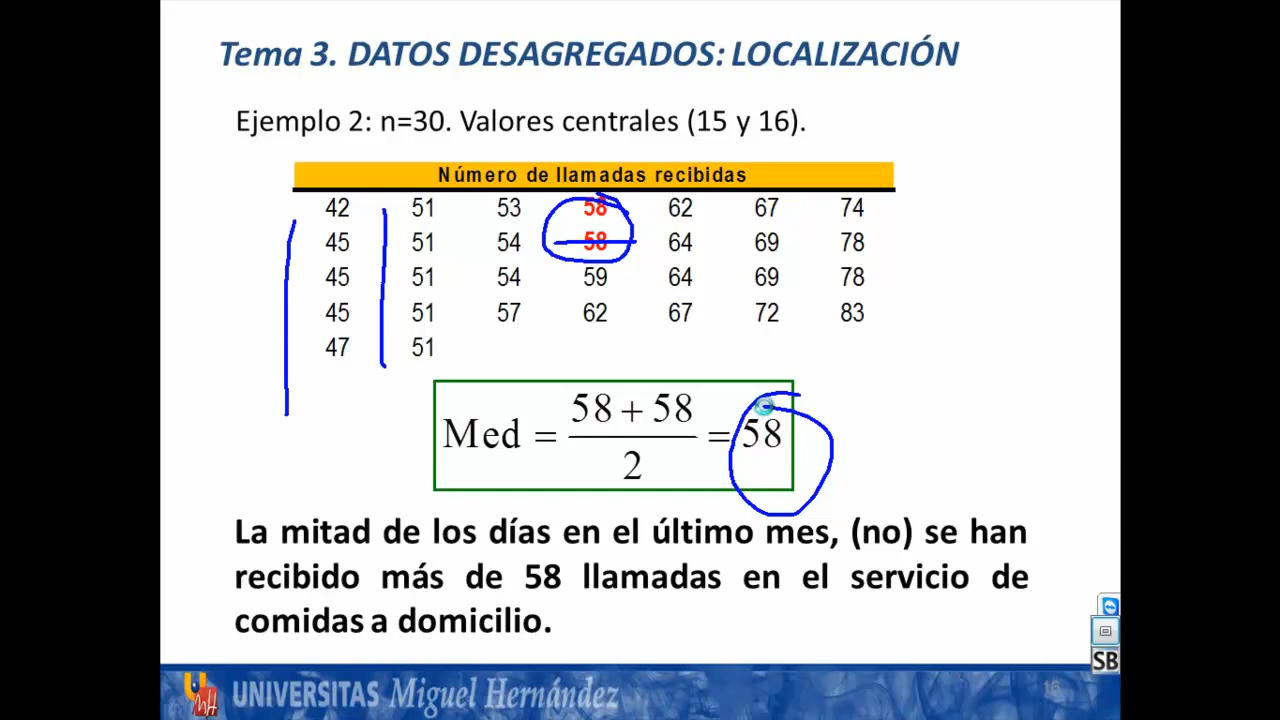 Tema 3. DATOS DESAGREGADOS: LOCALIZACIÓN
Ejemplo 2: n=30. Valores centrales (15 y 16).
Número de llamadas recibidas
42 51 53 58 62 67 74
45 51 54 58 64 69 78
45 51 54 59 64 69 78
45 51 57 62 67 72 83
47 51
Med = (58 + 58) / 2 = 58
La mitad de los días en el último mes, (no) se han
recibido más de 58 llamadas en el servicio de
comidas a domicilio.
UNIVERSITAS Miguel Hernández
16
SB